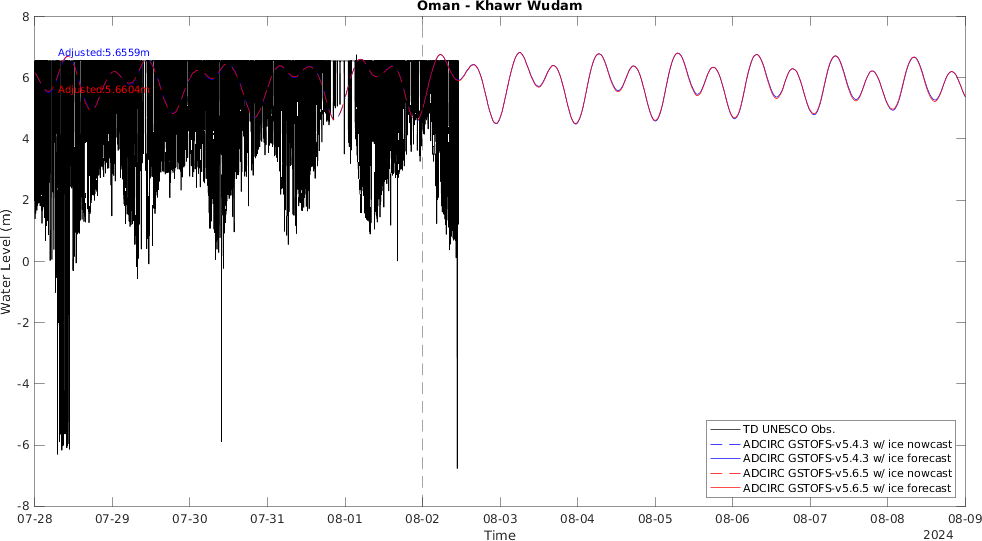 Oman - Khawr Wudam
8
6
4
2
0
-2
-4
-6
-8
Water Level (m)
Adjusted:5.6559m
Adjusted:5.6604m
TD UNESCO Obs.
ADCIRC GSTOFS-v5.4.3 w/ ice nowcast
ADCIRC GSTOFS-v5.4.3 w/ ice forecast
ADCIRC GSTOFS-v5.6.5 w/ ice nowcast
ADCIRC GSTOFS-v5.6.5 w/ ice forecast
07-28 07-29 07-30 07-31 08-01 08-02 08-03 08-04 08-05 08-06 08-07 08-08 08-09
Time
2024